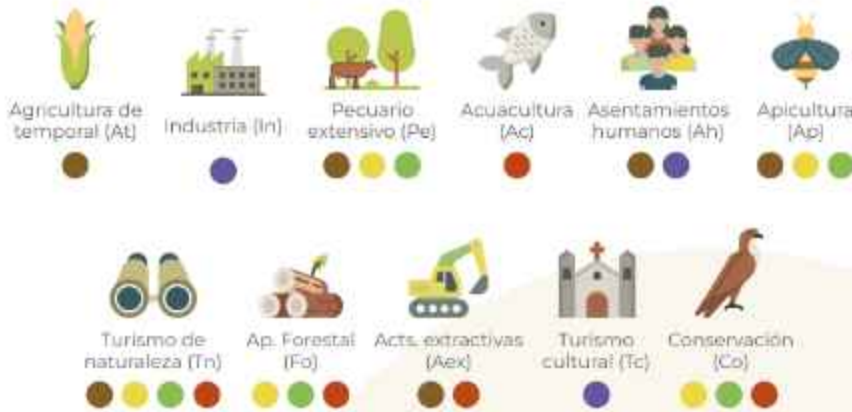 Agricultura de
temporal (At)
Industria (In)
Pecuario
extensivo (Pe)
Acuacultura
(Ac)
Asentamientos
humanos (Ah)
Apicultura
(Ap)
Turismo de
naturaleza (Tn)
Ap. Forestal
(Fo)
Acts. extractivas
(Aex)
Turismo
cultural (Tc)
Conservación
(Co)